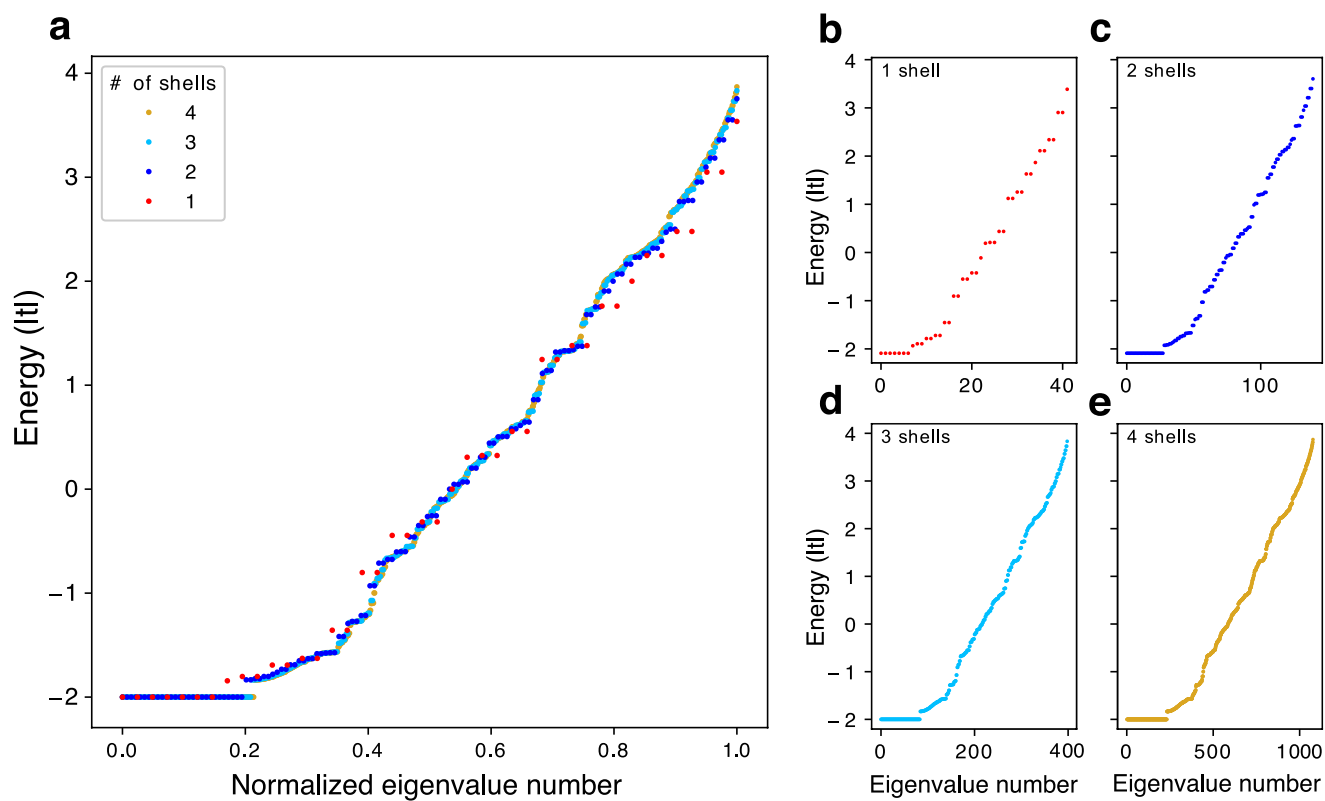 a
Energy (|t|)
4
3
2
1
0
−1
−2
# of shells
4
3
2
1
0.0 0.2 0.4 0.6 0.8 1.0
Normalized eigenvalue number
b
1 shell
Energy (|t|)
4
3
2
1
0
−1
−2
0 20 40
c
2 shells
0 100
d
3 shells
Energy (|t|)
4
3
2
1
0
−1
−2
0 200 400
Eigenvalue number
e
4 shells
0 500 1000
Eigenvalue number